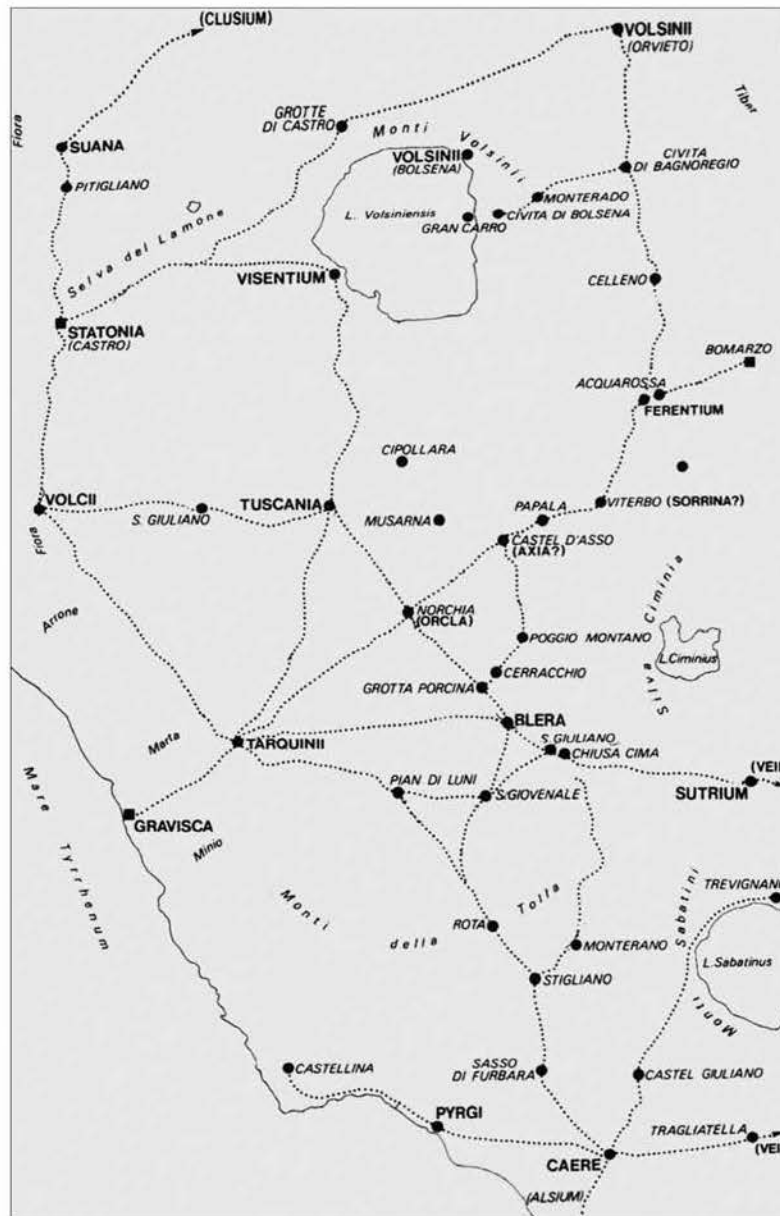 (CLUSIUM)
VOLSINII
(ORVIETO)
Tiber
Fiora
GROTTE
DI CASTRO
Monti Volsinii
SUANA
VOLSINII
(BOLSENA)
CIVITA
DI BAGNOREGIO
PITIGLIANO
MONTERADO
L. Volsiniensis
CIVITA DI BOLSENA
GRAN CARRO
Selva del Lamone
VISENTIUM
CELLENO
STATONIA
(CASTRO)
BOMARZO
ACQUAROSSA
FERENTIUM
CIPOLLARA
VOLCII
S. GIULIANO
TUSCANIA
MUSARNA
PAPALA
VITERBO (SORRINA?)
Fiora
CASTEL D'ASSO
(AXIA?)
Arrone
NORCHIA
(ORCLA)
Silva Ciminia
POGGIO MONTANO
L. Ciminius
CERRACCHIO
GROTTA PORCINA
BLERA
Marta
TARQUINII
S. GIULIANO
CHIUSA CIMA
(VEII
PIAN DI LUNI
S. GIOVENALE
SUTRIUM
GRAVISCA
Minio
Mare Tyrrhenum
Monti della Tolfa
TREVIGNANO
ROTA
MONTERANO
Monti Sabatini
L. Sabatinus
STIGLIANO
CASTELLINA
SASSO
DI FURBARA
CASTEL GIULIANO
PYRGI
TRAGLIATELLA
CAERE
(VEII
(ALSIUM)